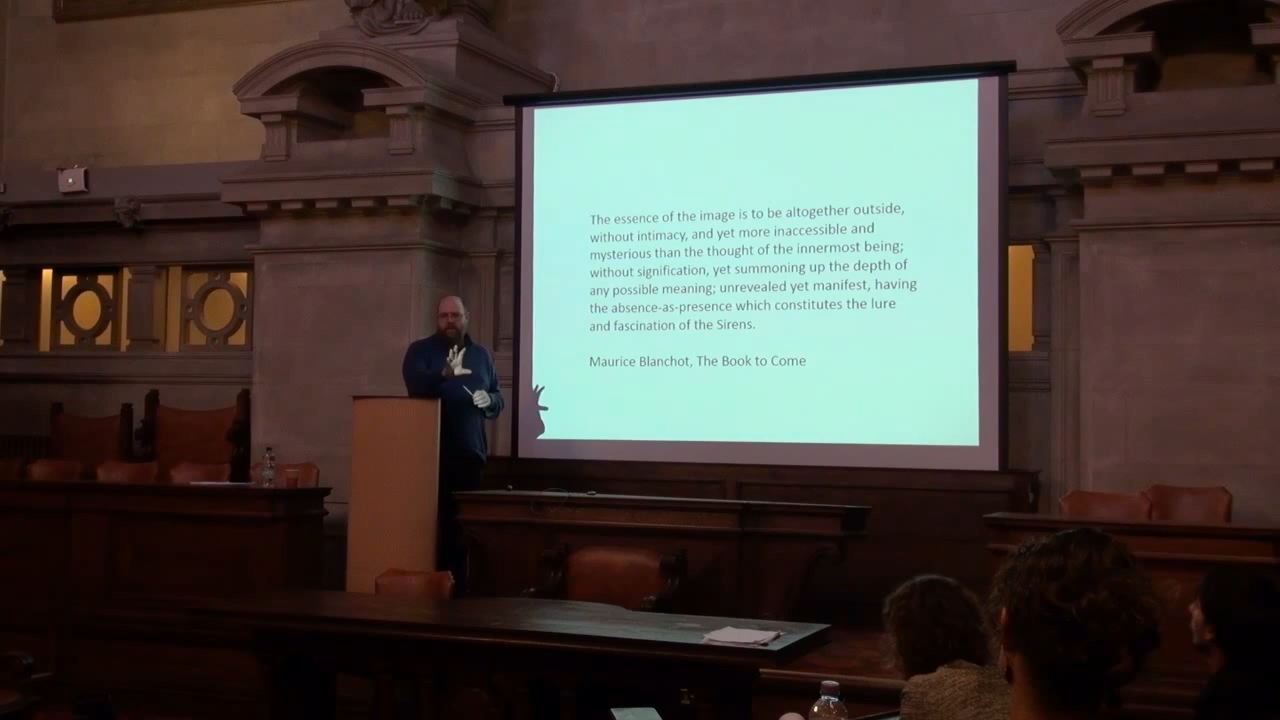 The essence of the image is to be altogether outside,
without intimacy, and yet more inaccessible and
mysterious than the thought of the innermost being;
without signification, yet summoning up the depth of
any possible meaning; unrevealed yet manifest, having
the absence-as-presence which constitutes the lure
and fascination of the Sirens.
Maurice Blanchot, The Book to Come